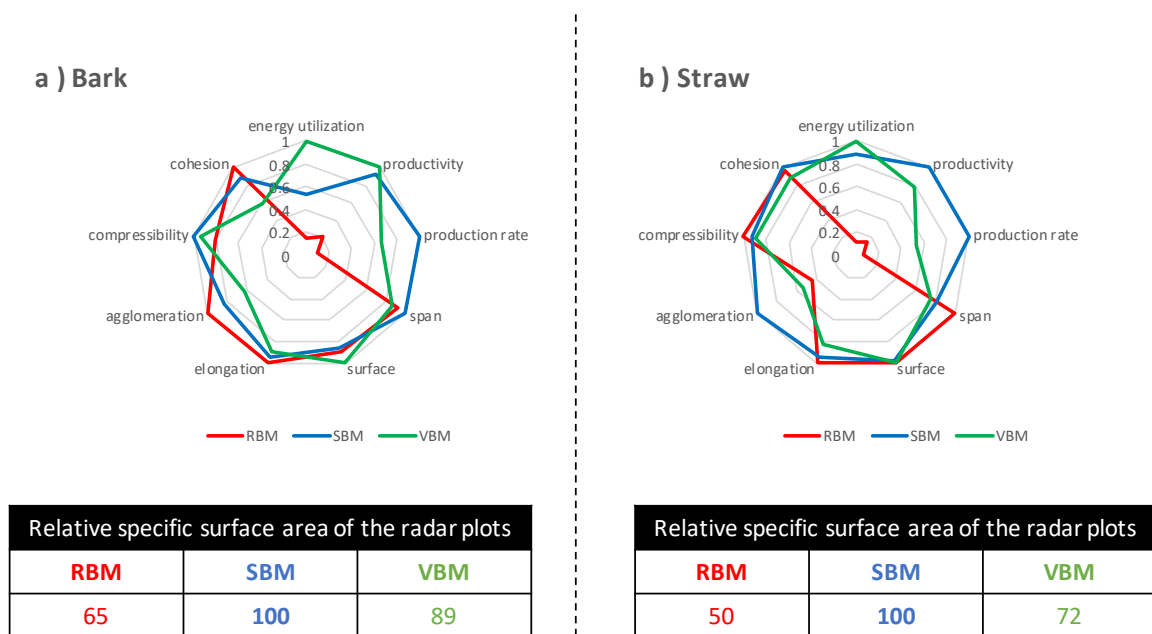 a ) Bark
energy utilization
1
cohesion
0.8
productivity
0.6
0.4
compressibility
0.2
production rate
0
agglomeration
span
elongation
surface
RBM SBM VBM
Relative specific surface area of the radar plots
RBM SBM VBM
65 100 89
b ) Straw
energy utilization
1
cohesion
0.8
productivity
0.6
0.4
compressibility
0.2
production rate
0
agglomeration
span
elongation
surface
RBM SBM VBM
Relative specific surface area of the radar plots
RBM SBM VBM
50 100 72